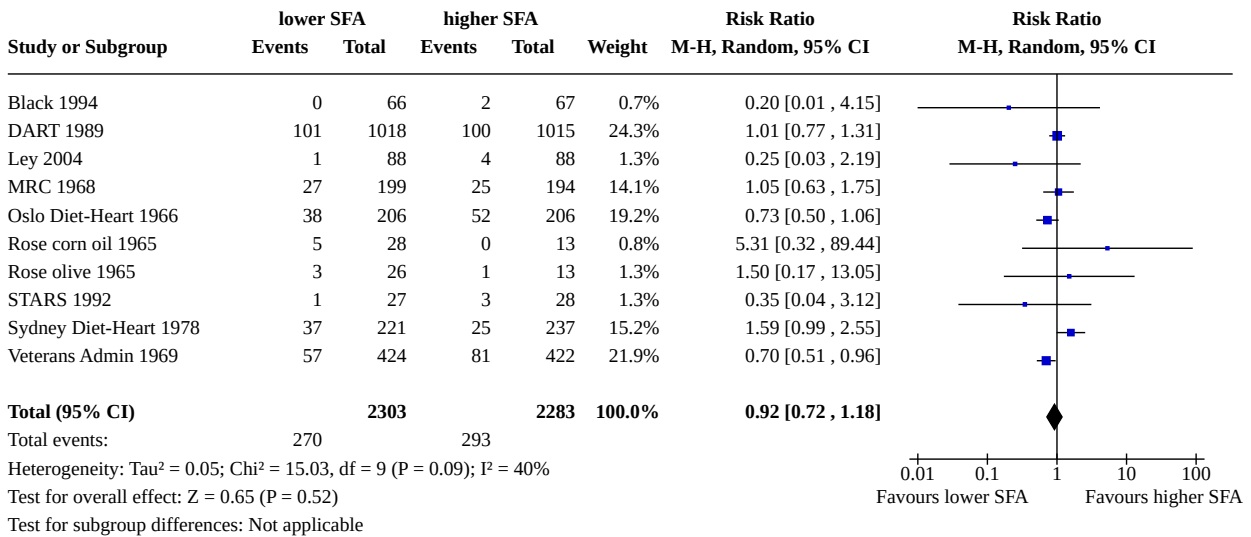 lower SFA higher SFA Risk Ratio Risk Ratio
Study or Subgroup Events Total Events Total Weight M-H, Random, 95% CI M-H, Random, 95% CI
Black 1994 0 66 2 67 0.7% 0.20 [0.01 , 4.15]
DART 1989 101 1018 100 1015 24.3% 1.01 [0.77 , 1.31]
Ley 2004 1 88 4 88 1.3% 0.25 [0.03 , 2.19]
MRC 1968 27 199 25 194 14.1% 1.05 [0.63 , 1.75]
Oslo Diet-Heart 1966 38 206 52 206 19.2% 0.73 [0.50 , 1.06]
Rose corn oil 1965 5 28 0 13 0.8% 5.31 [0.32 , 89.44]
Rose olive 1965 3 26 1 13 1.3% 1.50 [0.17 , 13.05]
STARS 1992 1 27 3 28 1.3% 0.35 [0.04 , 3.12]
Sydney Diet-Heart 1978 37 221 25 237 15.2% 1.59 [0.99 , 2.55]
Veterans Admin 1969 57 424 81 422 21.9% 0.70 [0.51 , 0.96]
Total (95% CI) 2303 2283 100.0% 0.92 [0.72 , 1.18]
Total events: 270 293
Heterogeneity: Tau² = 0.05; Chi² = 15.03, df = 9 (P = 0.09); I² = 40%
0.01 0.1 1 10 100
Test for overall effect: Z = 0.65 (P = 0.52)
Favours lower SFA Favours higher SFA
Test for subgroup differences: Not applicable